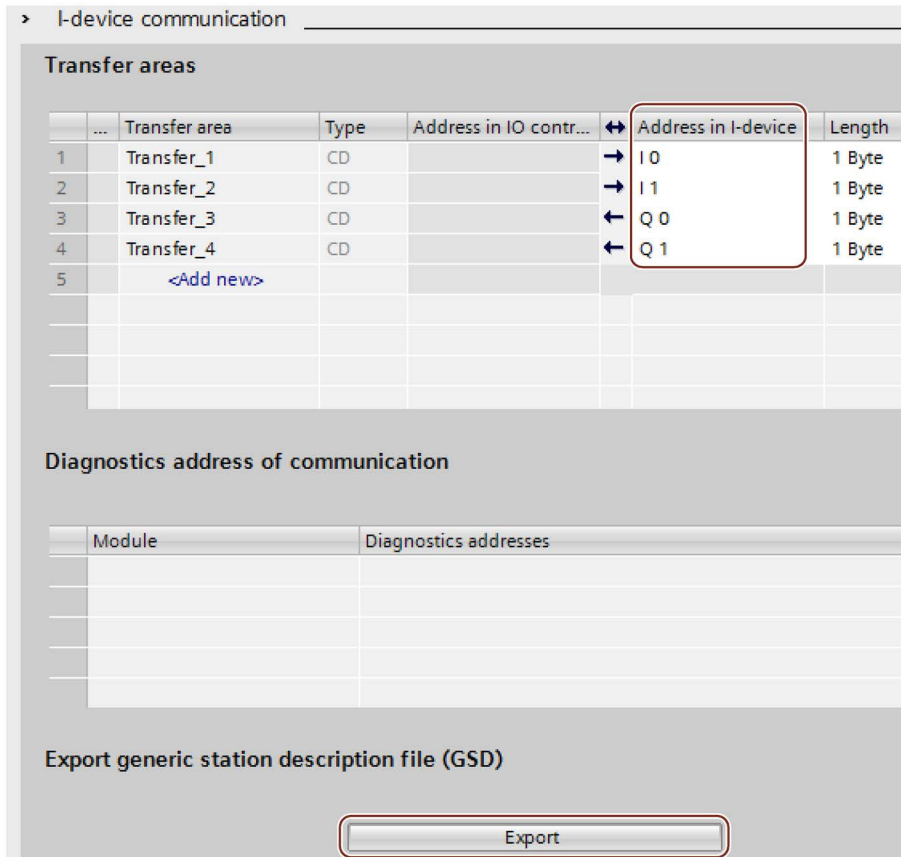 I-device communication
Transfer areas
... Transfer area Type Address in IO contr... ↔ Address in I-device Length
1 Transfer_1 CD → I 0 1 Byte
2 Transfer_2 CD → I 1 1 Byte
3 Transfer_3 CD ← Q 0 1 Byte
4 Transfer_4 CD ← Q 1 1 Byte
5 <Add new>
Diagnostics address of communication
Module Diagnostics addresses
Export generic station description file (GSD)
Export